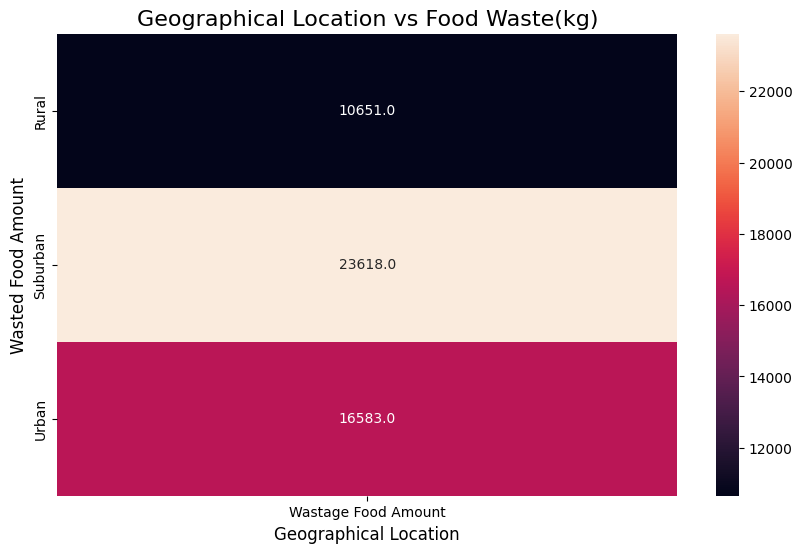 Geographical Location vs Food Waste(kg)
Wasted Food Amount
Rural
Suburban
Urban
10651.0
23618.0
16583.0
Wastage Food Amount
Geographical Location
22000
20000
18000
16000
14000
12000